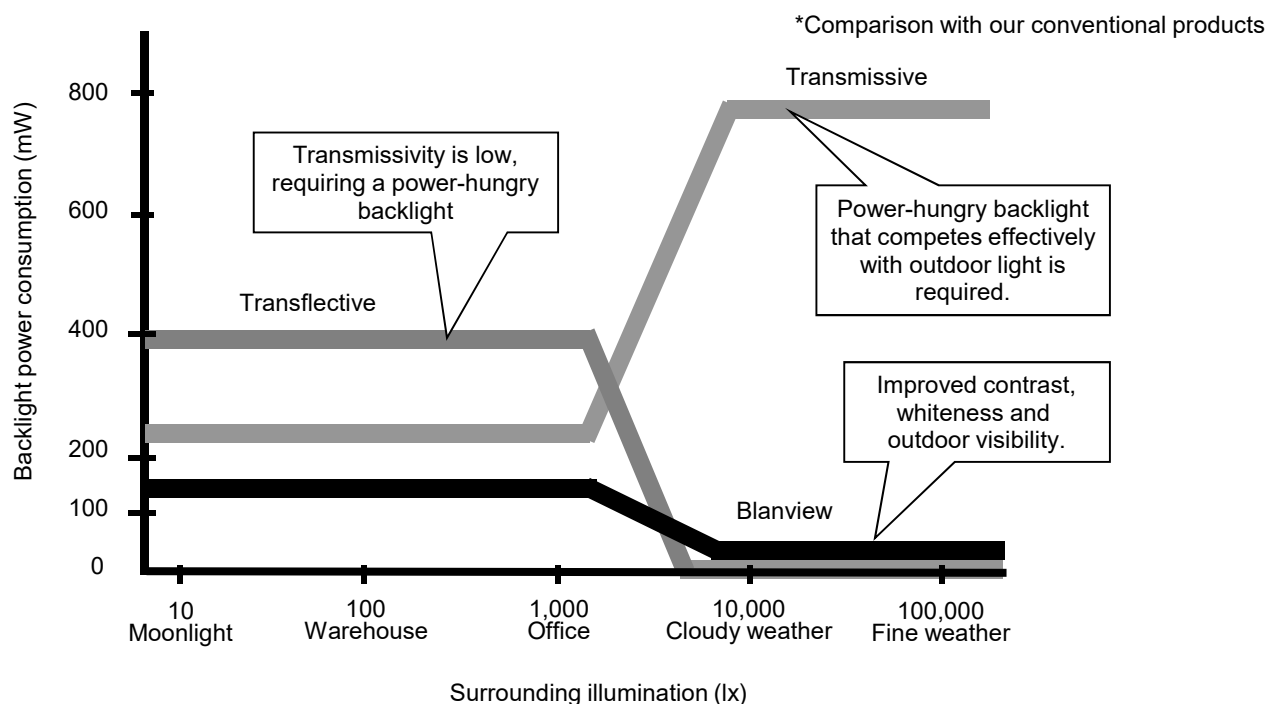 *Comparison with our conventional products
Transmissive
Backlight power consumption (mW)
800
600
400
200
100
0
Transmissivity is low,
requiring a power-hungry
backlight
Power-hungry backlight
that competes effectively
with outdoor light is
required.
Transflective
Improved contrast,
whiteness and
outdoor visibility.
Blanview
10
Moonlight
100
Warehouse
1,000
Office
10,000
Cloudy weather
100,000
Fine weather
Surrounding illumination (lx)